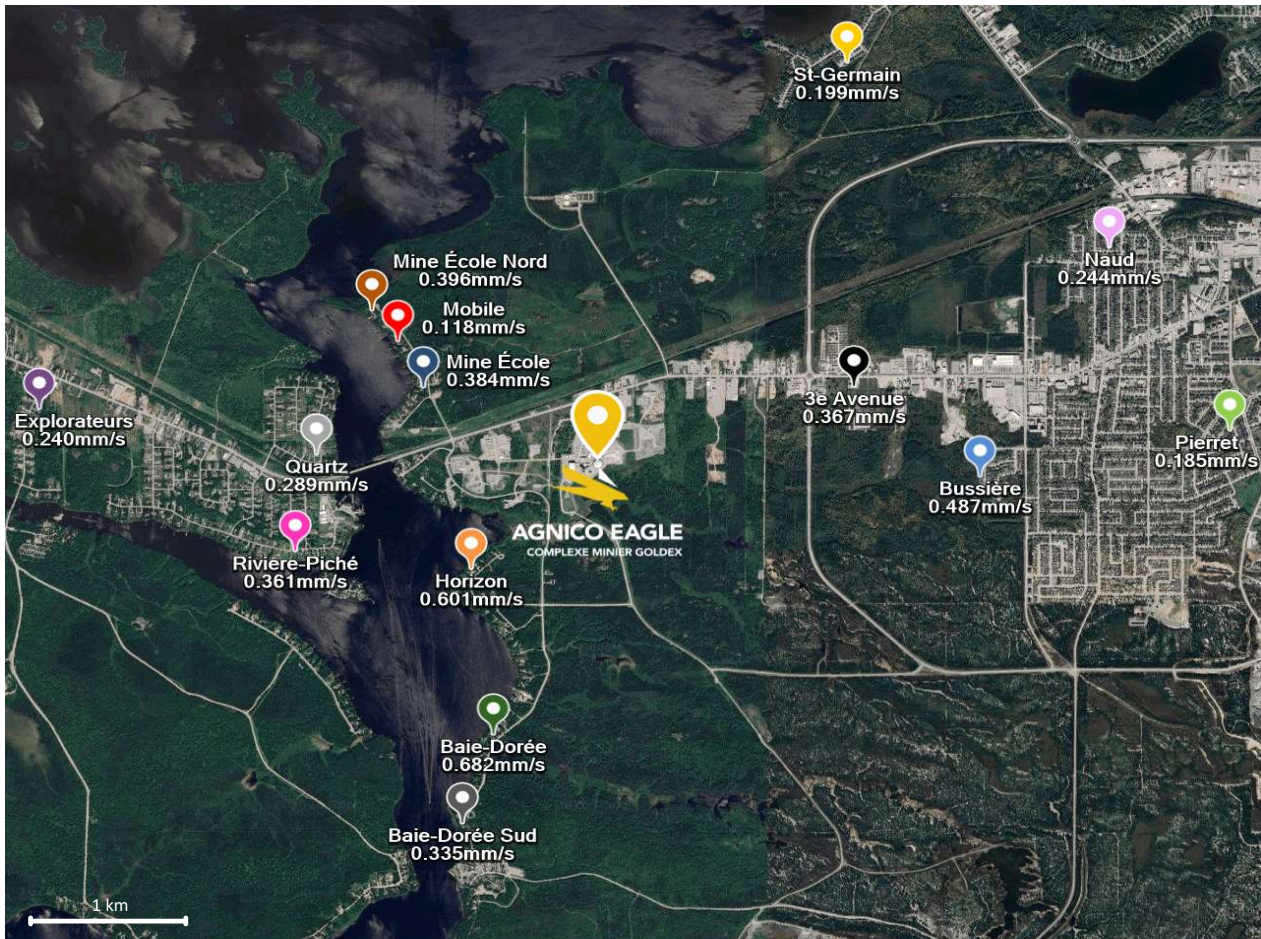 St-Germain
0.199mm/s
Naud
0.244mm/s
Mine École Nord
0.396mm/s
Mobile
0.118mm/s
Mine École
0.384mm/s
3e Avenue
0.367mm/s
Explorateurs
0.240mm/s
Pierret
0.185mm/s
Quartz
0.289mm/s
Bussière
0.487mm/s
AGNICO EAGLE
COMPLEXE MINIER GOLDEX
Riviere-Piché
0.361mm/s
Horizon
0.601mm/s
Baie-Dorée
0.682mm/s
Baie-Dorée Sud
0.335mm/s
1 km